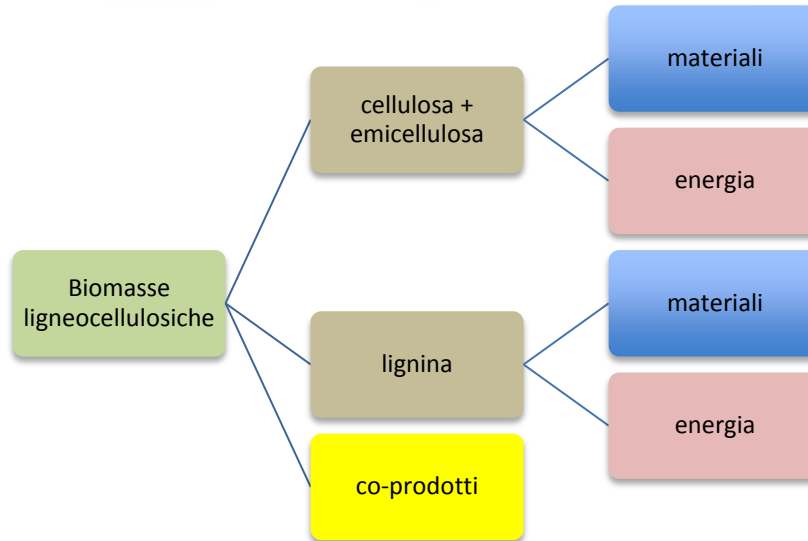 Biomasse
ligneocellulosiche
cellulosa +
emicellulosa
materiali
energia
lignina
materiali
energia
co-prodotti